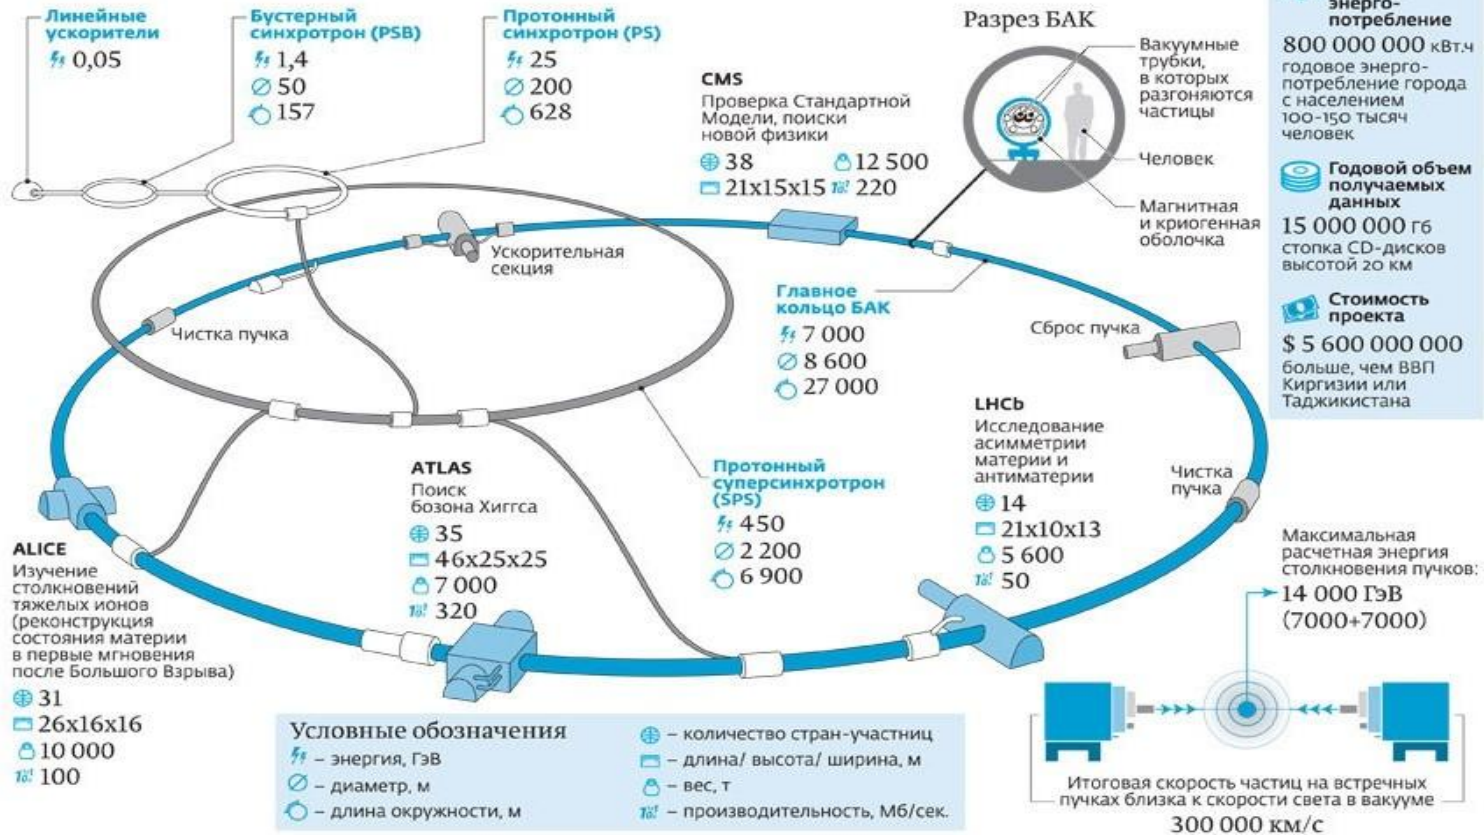 Линейные
ускорители
0,05
Бустерный
синхротрон (PSB)
1,4
50
157
Протонный
синхротрон (PS)
25
200
628
CMS
Проверка Стандартной
Модели, поиски
новой физики
38 12 500
21x15x15 220
Разрез БАК
Вакуумные
трубки,
в которых
разгоняются
частицы
Человек
Магнитная
и криогенная
оболочка
энерго-
потребление
800 000 000 кВт.ч
годовое энерго-
потребление города
с населением
100-150 тысяч
человек
Годовой объем
получаемых
данных
15 000 000 гб
стопка CD-дисков
высотой 20 км
Стоимость
проекта
$ 5 600 000 000
больше, чем ВВП
Киргизии или
Таджикистана
Ускорительная
секция
Чистка пучка
Главное
кольцо БАК
7 000
8 600
27 000
Сброс пучка
LHCb
Исследование
асимметрии
материи и
антиматерии
14
21x10x13
5 600
50
Чистка
пучка
ATLAS
Поиск
бозона Хиггса
35
46x25x25
7 000
320
Протонный
суперсинхротрон
(SPS)
450
2 200
6 900
ALICE
Изучение
столкновений
тяжелых ионов
(реконструкция
состояния материи
в первые мгновения
после Большого Взрыва)
31
26x16x16
10 000
100
Максимальная
расчетная энергия
столкновения пучков:
14 000 ГэВ
(7000+7000)
Итоговая скорость частиц на встречных
пучках близка к скорости света в вакууме
300 000 км/с
Условные обозначения
– энергия, ГэВ
– диаметр, м
– длина окружности, м
– количество стран-участниц
– длина/ высота/ ширина, м
– вес, т
– производительность, Мб/сек.